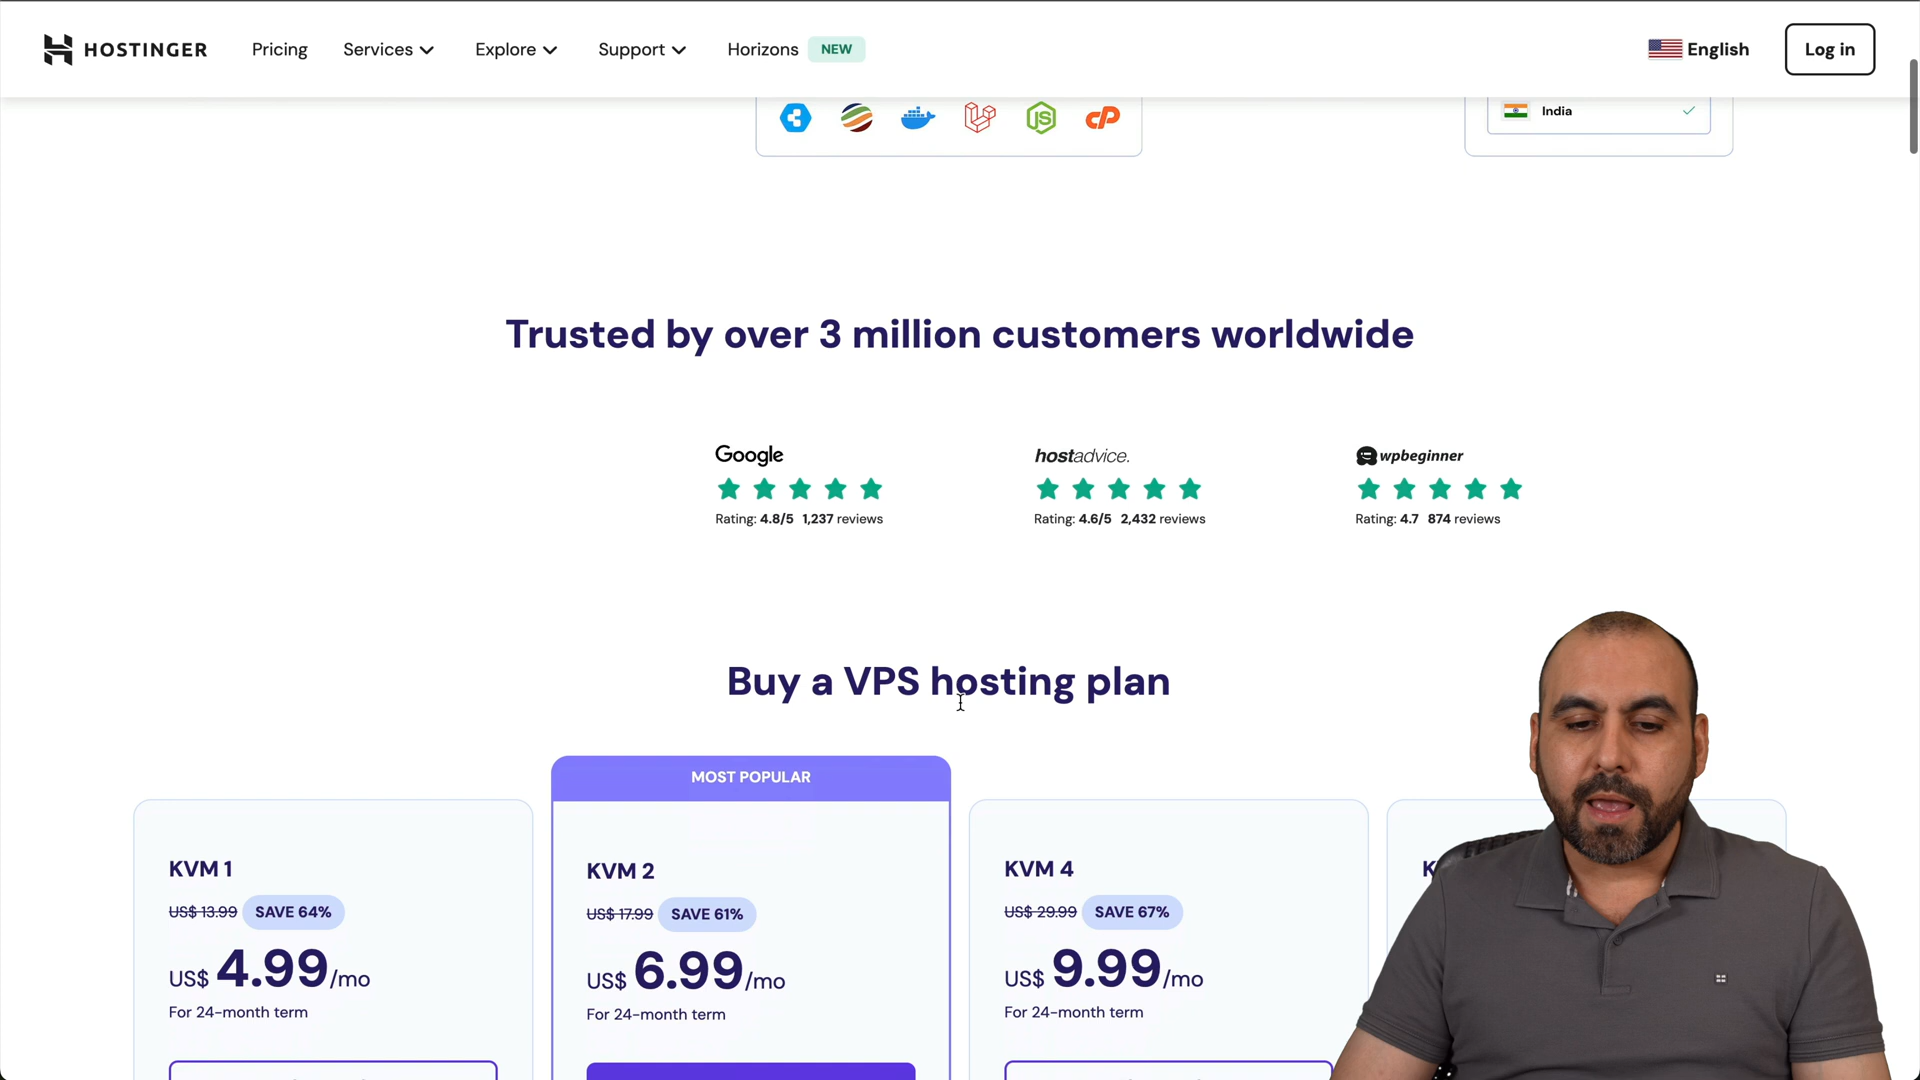 HOSTINGER
Pricing
Services
Explore
Support
Horizons NEW
English
Log in
India
Trusted by over 3 million customers worldwide
Google
Rating: 4.8/5 1,237 reviews
hostadvice.
Rating: 4.6/5 2,432 reviews
wpbeginner
Rating: 4.7 874 reviews
Buy a VPS hosting plan
KVM 1
US$ 13.99 SAVE 64%
US$ 4.99/mo
For 24-month term
MOST POPULAR
KVM 2
US$ 17.99 SAVE 61%
US$ 6.99/mo
For 24-month term
KVM 4
US$ 29.99 SAVE 67%
US$ 9.99/mo
For 24-month term